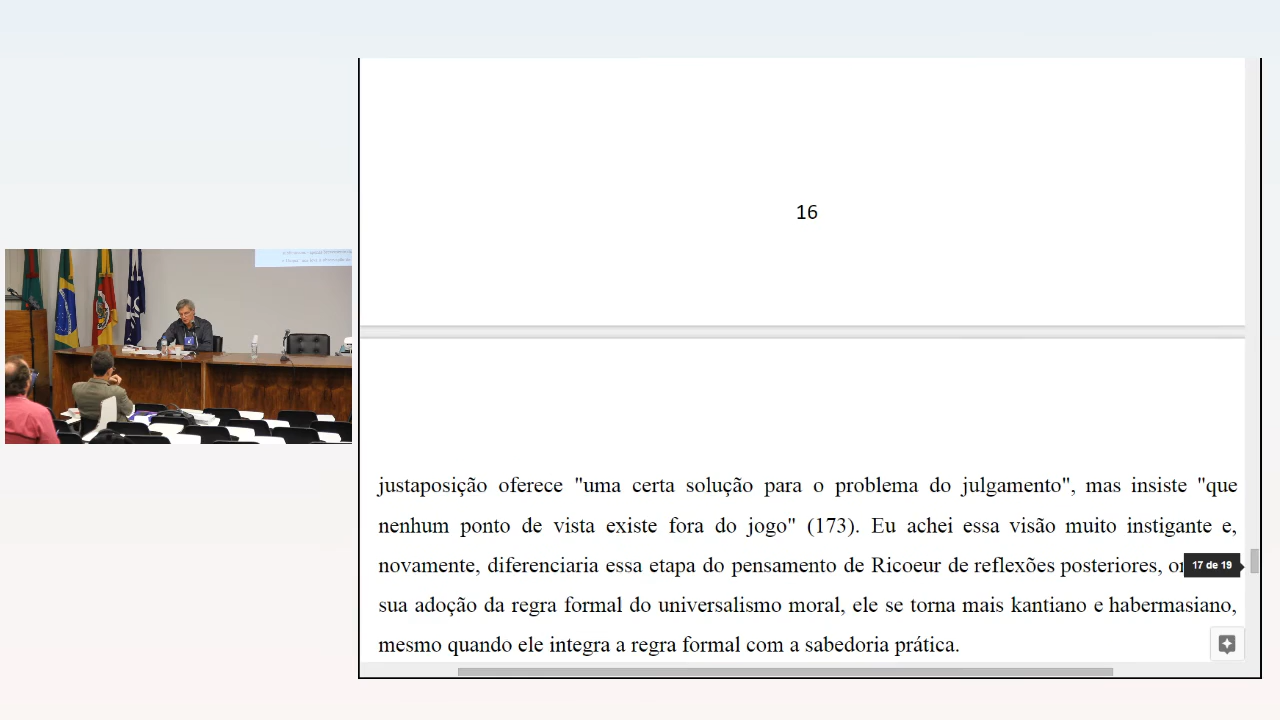 16
justaposição oferece "uma certa solução para o problema do julgamento", mas insiste "que
nenhum ponto de vista existe fora do jogo" (173). Eu achei essa visão muito instigante e,
novamente, diferenciaria essa etapa do pensamento de Ricoeur de reflexões posteriores,
17 de 19
sua adoção da regra formal do universalismo moral, ele se torna mais kantiano e habermasiano,
mesmo quando ele integra a regra formal com a sabedoria prática.